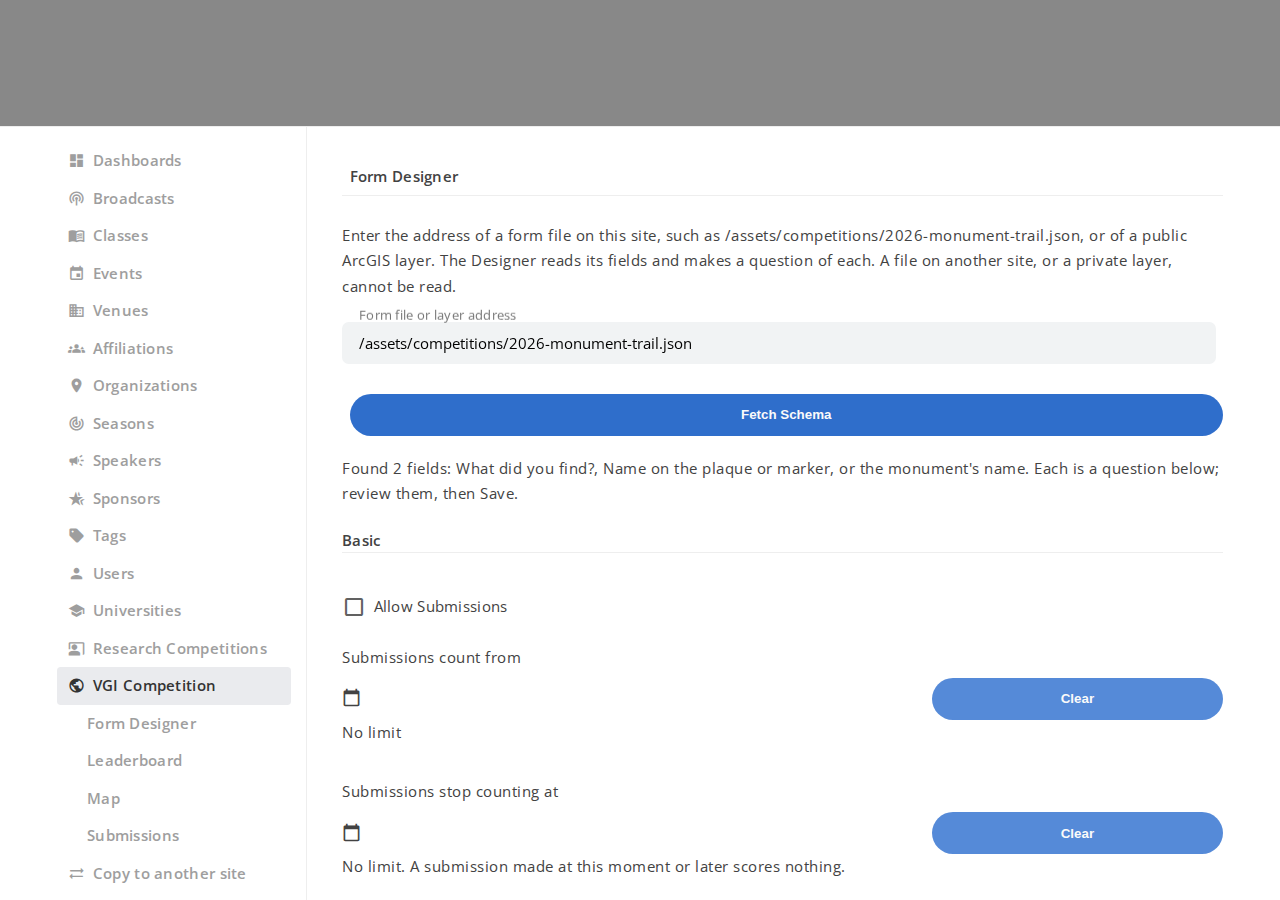 Dashboards
Broadcasts
Classes
Events
Venues
Affiliations
Organizations
Seasons
Speakers
Sponsors
Tags
Users
Universities
Research Competitions
VGI Competition
Form Designer
Leaderboard
Map
Submissions
Copy to another site
Form Designer
Enter the address of a form file on this site, such as /assets/competitions/2026-monument-trail.json, or of a public
ArcGIS layer. The Designer reads its fields and makes a question of each. A file on another site, or a private layer,
cannot be read.
Form file or layer address
/assets/competitions/2026-monument-trail.json
Fetch Schema
Found 2 fields: What did you find?, Name on the plaque or marker, or the monument's name. Each is a question below;
review them, then Save.
Basic
Allow Submissions
Submissions count from
Clear
No limit
Submissions stop counting at
Clear
No limit. A submission made at this moment or later scores nothing.